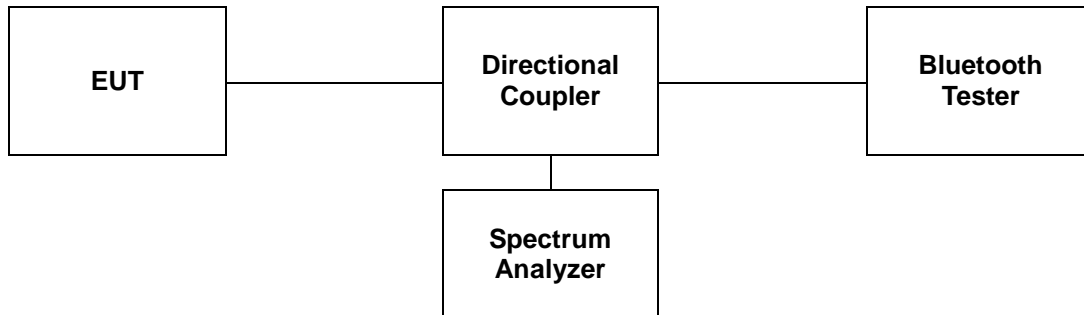 EUT
Directional
Coupler
Bluetooth
Tester
Spectrum
Analyzer